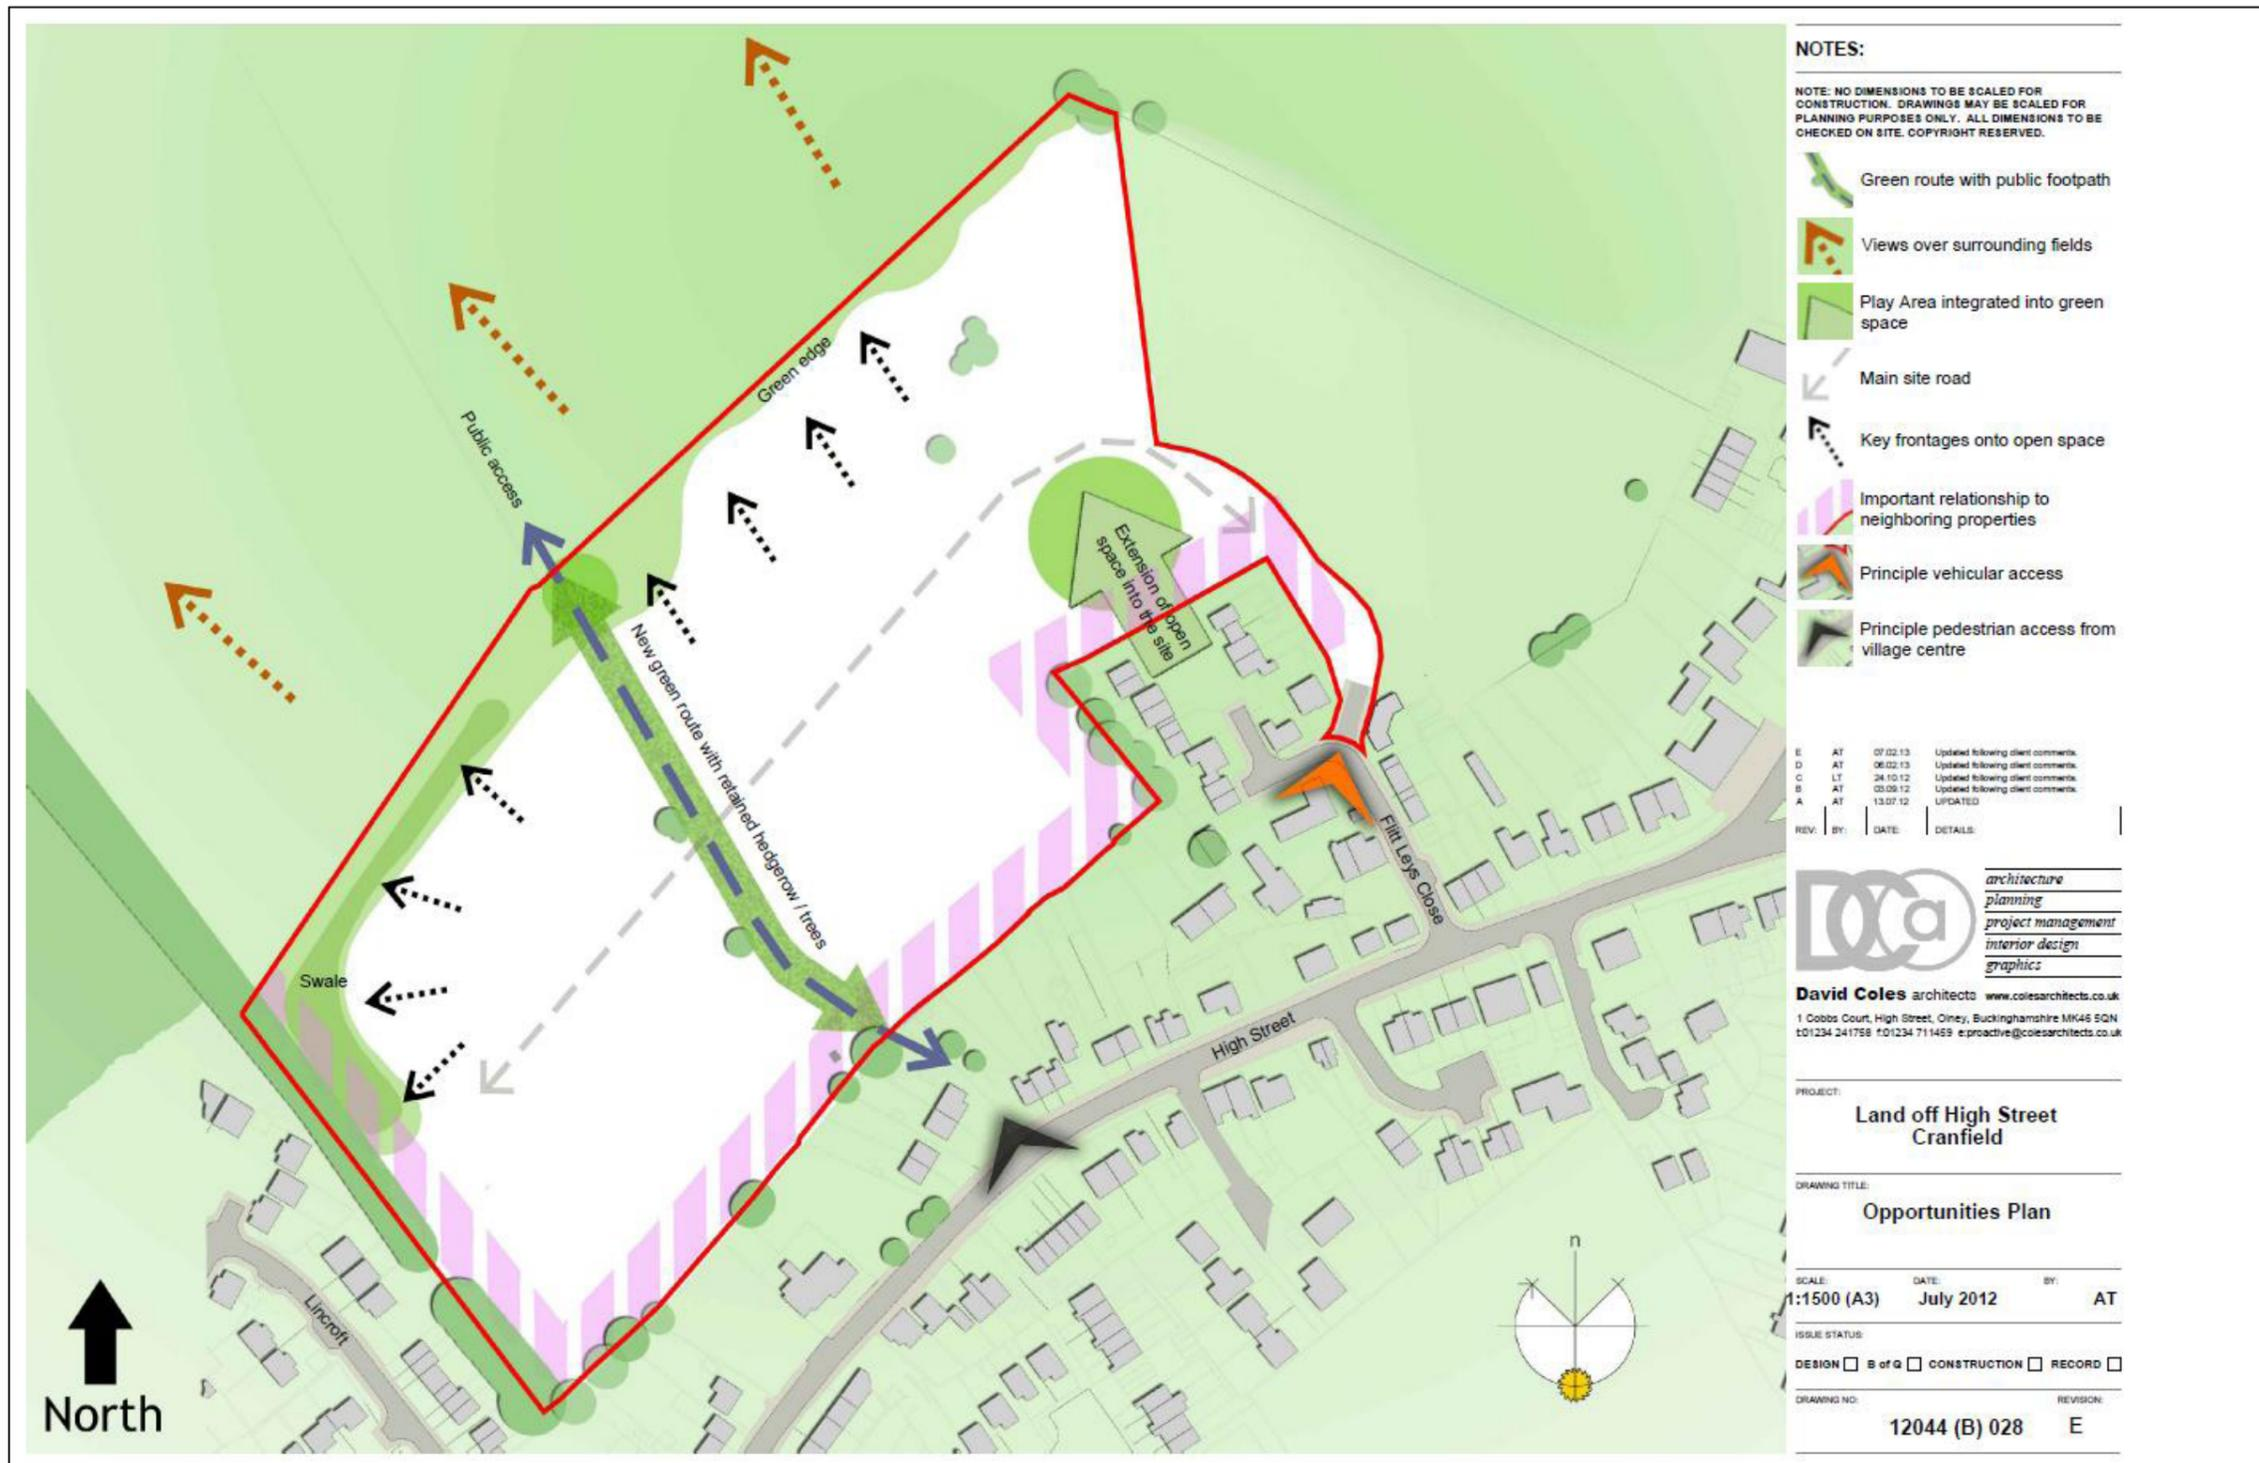 Public access
Green edge
New green route with retained hedgerow / trees
Extension of open
space into the site
Swale
Flitt Leys Close
High Street
Lincroft
North
n
NOTES:
NOTE: NO DIMENSIONS TO BE SCALED FOR
CONSTRUCTION. DRAWINGS MAY BE SCALED FOR
PLANNING PURPOSES ONLY. ALL DIMENSIONS TO BE
CHECKED ON SITE. COPYRIGHT RESERVED.
Green route with public footpath
Views over surrounding fields
Play Area integrated into green
space
Main site road
Key frontages onto open space
Important relationship to
neighboring properties
Principle vehicular access
Principle pedestrian access from
village centre
E AT 07.02.13 Updated following client comments.
D AT 06.02.13 Updated following client comments.
C LT 24.10.12 Updated following client comments.
B AT 03.09.12 Updated following client comments.
A AT 13.07.12 UPDATED
REV: BY: DATE: DETAILS:
DCa
architecture
planning
project management
interior design
graphics
David Coles architects www.colesarchitects.co.uk
1 Cobbs Court, High Street, Olney, Buckinghamshire MK46 5QN
t:01234 241758 f:01234 711459 e:proactive@colesarchitects.co.uk
PROJECT:
Land off High Street
Cranfield
DRAWING TITLE:
Opportunities Plan
SCALE: DATE: BY:
1:1500 (A3) July 2012 AT
ISSUE STATUS:
DESIGN B of Q CONSTRUCTION RECORD
DRAWING NO: REVISION:
12044 (B) 028 E